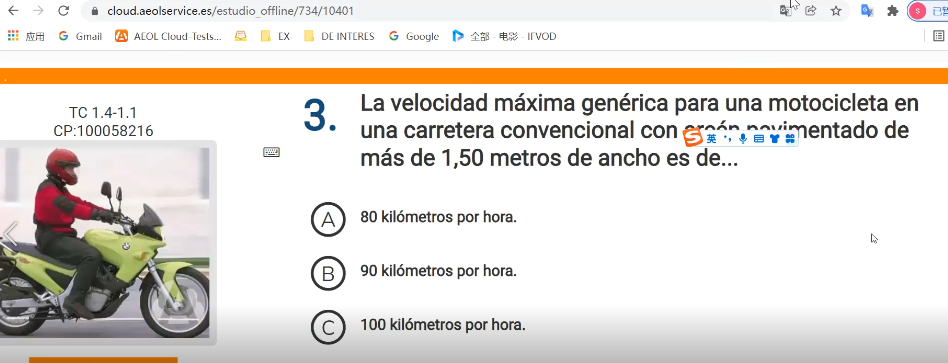 cloud.aeolservice.es/estudio_offline/734/10401
应用 Gmail AEOL Cloud-Tests... EX DE INTERES Google 全部 - 电影 - IFVOD
TC 1.4-1.1
CP:100058216
3.
La velocidad máxima genérica para una motocicleta en
una carretera convencional con pavimentado de
más de 1,50 metros de ancho es de...
英
A 80 kilómetros por hora.
B 90 kilómetros por hora.
C 100 kilómetros por hora.